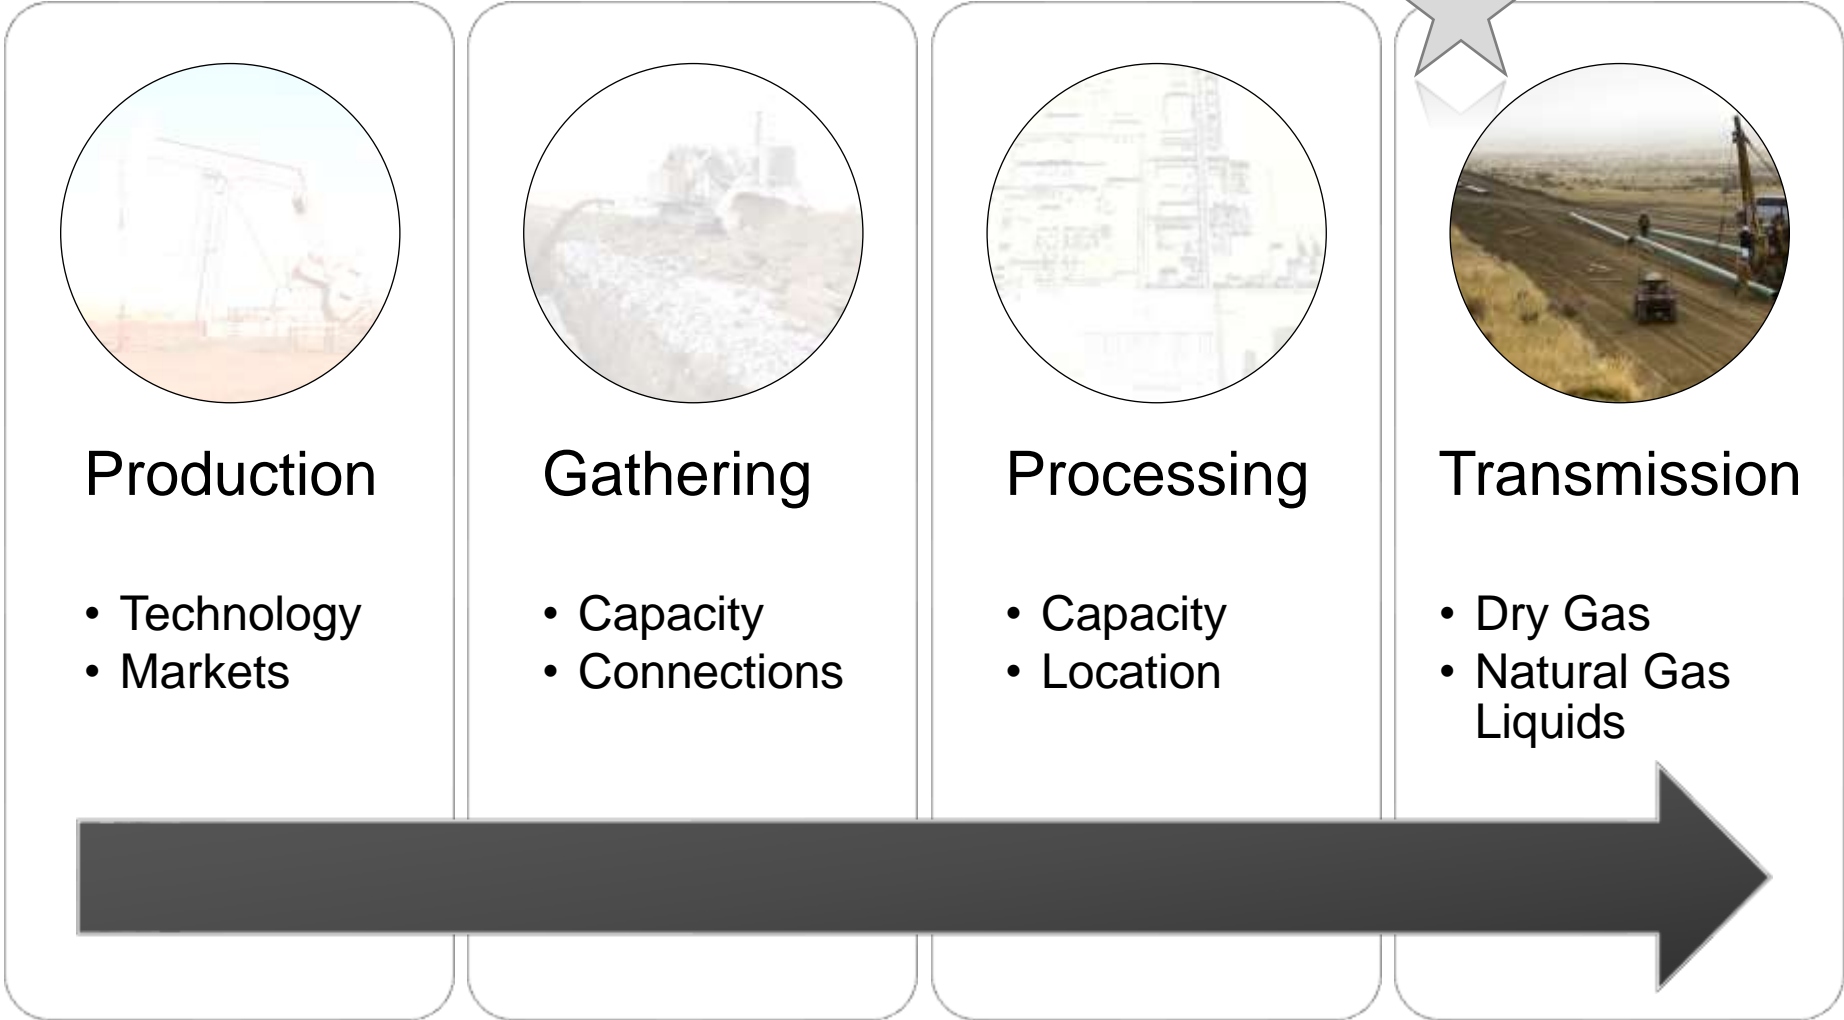 Production
• Technology
• Markets
Gathering
• Capacity
• Connections
Processing
• Capacity
• Location
Transmission
• Dry Gas
• Natural Gas
Liquids